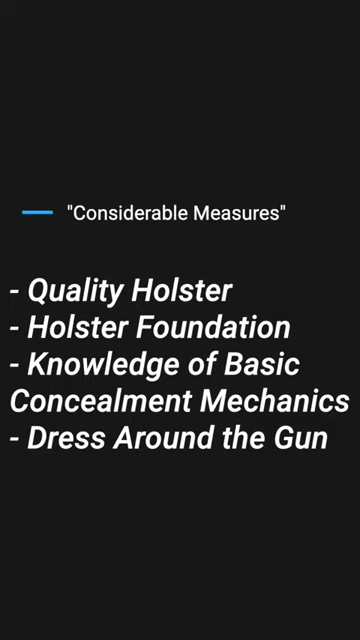 "Considerable Measures"
- Quality Holster
- Holster Foundation
- Knowledge of Basic
Concealment Mechanics
- Dress Around the Gun